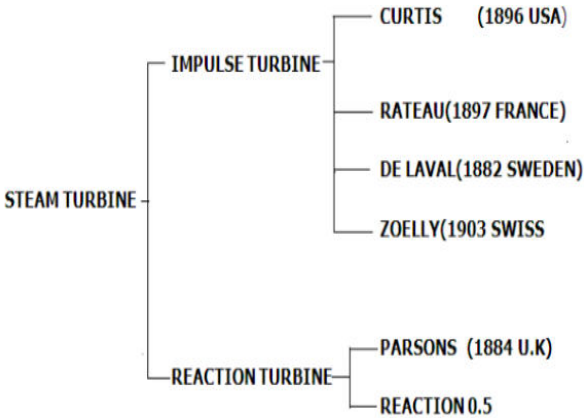 CURTIS (1896 USA)
IMPULSE TURBINE
RATEAU(1897 FRANCE)
DE LAVAL(1882 SWEDEN)
STEAM TURBINE
ZOELLY(1903 SWISS
PARSONS (1884 U.K)
REACTION TURBINE
REACTION 0.5